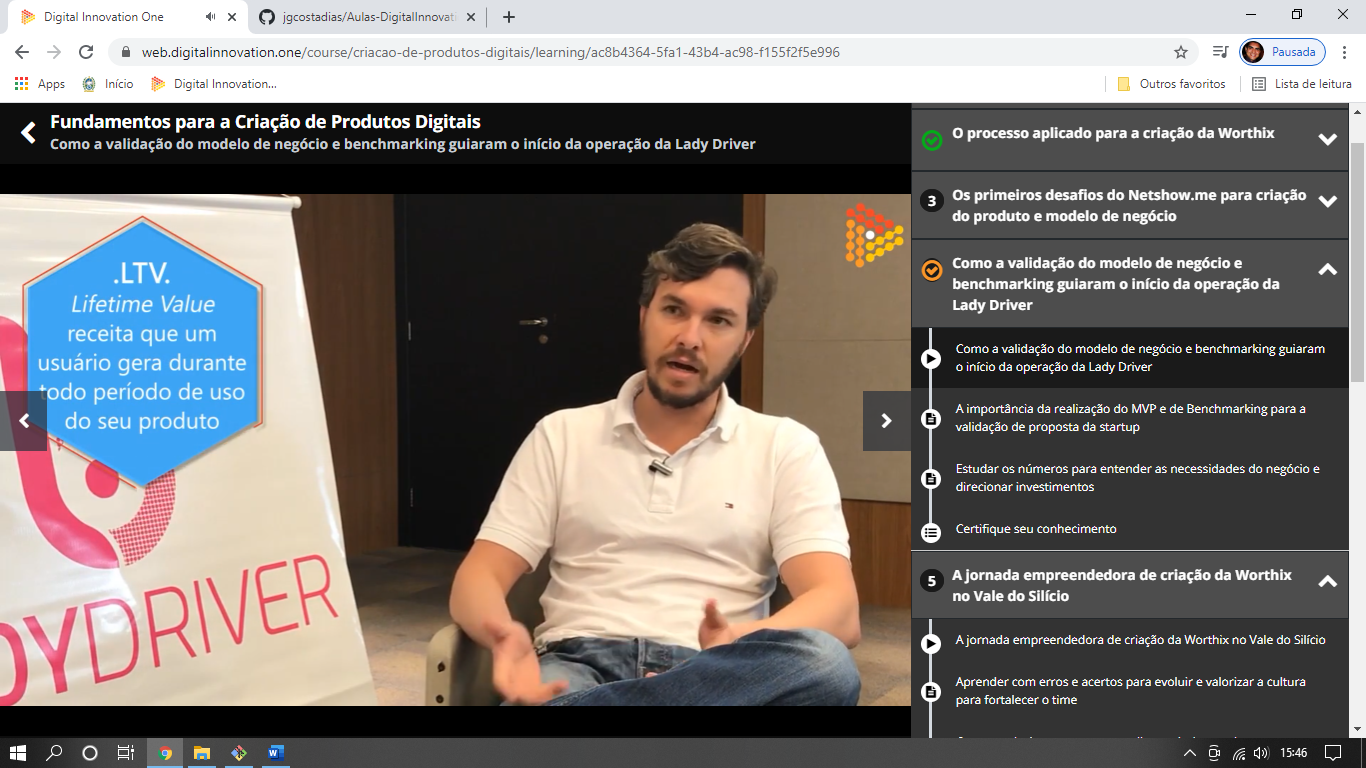 Digital Innovation One
jgcostadias/Aulas-DigitalInnovati
web.digitalinnovation.one/course/criacao-de-produtos-digitais/learning/ac8b4364-5fa1-43b4-ac98-f155f2f5e996
Pausada
Apps
Início
Digital Innovation...
Outros favoritos
Lista de leitura
Fundamentos para a Criação de Produtos Digitais
Como a validação do modelo de negócio e benchmarking guiaram o início da operação da Lady Driver
.LTV.
Lifetime Value
receita que um
usuário gera durante
todo período de uso
do seu produto
DYDRIVER
O processo aplicado para a criação da Worthix
3
Os primeiros desafios do Netshow.me para criação
do produto e modelo de negócio
Como a validação do modelo de negócio e
benchmarking guiaram o início da operação da
Lady Driver
Como a validação do modelo de negócio e benchmarking guiaram
o início da operação da Lady Driver
A importância da realização do MVP e de Benchmarking para a
validação de proposta da startup
Estudar os números para entender as necessidades do negócio e
direcionar investimentos
Certifique seu conhecimento
5
A jornada empreendedora de criação da Worthix
no Vale do Silício
A jornada empreendedora de criação da Worthix no Vale do Silício
Aprender com erros e acertos para evoluir e valorizar a cultura
para fortalecer o time
15:46